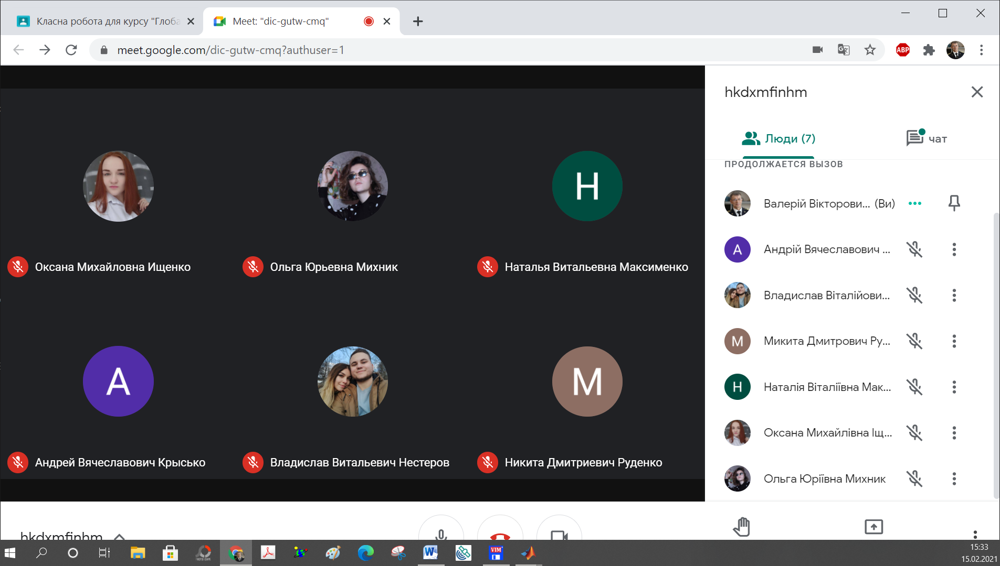 Класна робота для курсу "Глоба
Meet: "dic-gutw-cmq"
meet.google.com/dic-gutw-cmq?authuser=1
ABP
hkdxmfinhm
Люди (7)
чат
ПРОДОЛЖАЕТСЯ ВЫЗОВ
Валерій Вікторови... (Ви)
А
Андрій Вячеславович ...
Владислав Віталійови...
М
Микита Дмитрович Ру...
Н
Наталія Віталіївна Мак...
Оксана Михайлівна Іщ...
Ольга Юріївна Михник
Н
Оксана Михайловна Ищенко
Ольга Юрьевна Михник
Наталья Витальевна Максименко
А
М
Андрей Вячеславович Крысько
Владислав Витальевич Нестеров
Никита Дмитриевич Руденко
hkdxmfinhm
W
VIM
15:33
15.02.2021